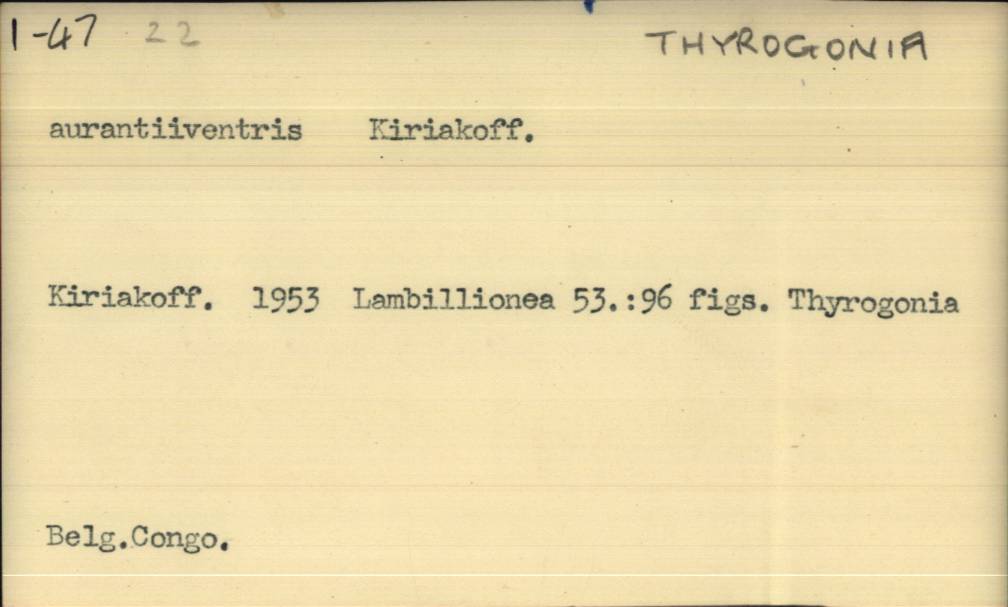 1-47 22 THYROGONIA
aurantiiventris Kiriakoff.
Kiriakoff. 1953 Lambillionea 53.:96 figs. Thyrogonia
Belg.Congo.